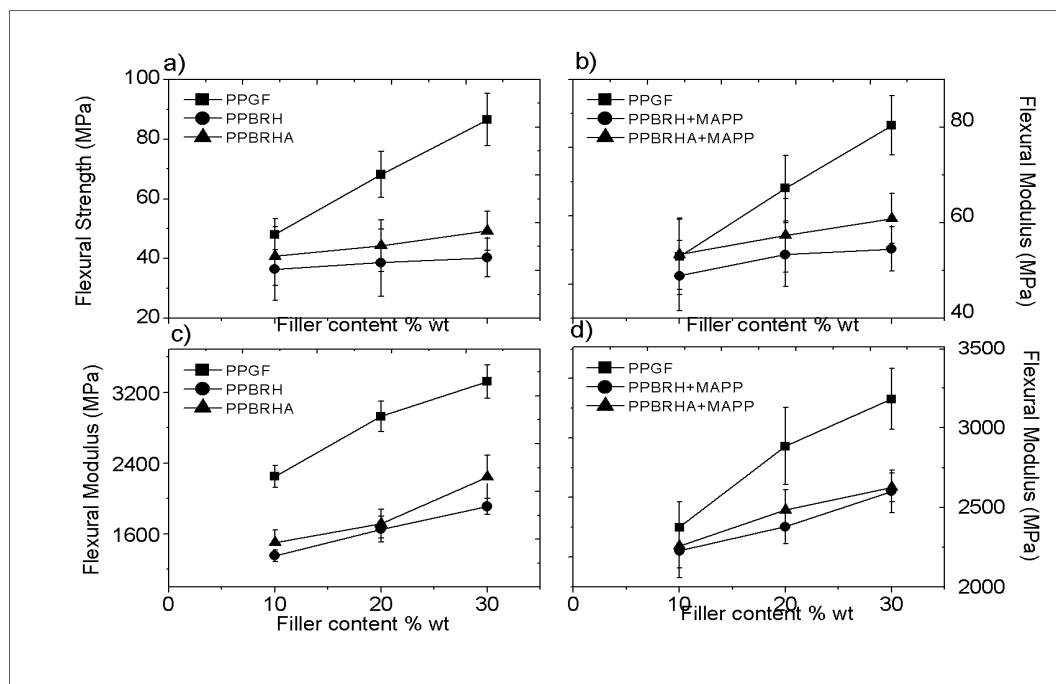 a)
100
80
60
40
20
Flexural Strength (MPa)
PPGF
PPBRH
PPBRHA
Filler content % wt
b)
PPGF
PPBRH+MAPP
PPBRHA+MAPP
80
60
40
Flexural Modulus (MPa)
Filler content % wt
c)
3200
2400
1600
Flexural Modulus (MPa)
PPGF
PPBRH
PPBRHA
0
10
20
30
Filler content % wt
d)
PPGF
PPBRH+MAPP
PPBRHA+MAPP
3500
3000
2500
2000
Flexural Modulus (MPa)
0
10
20
30
Filler content % wt